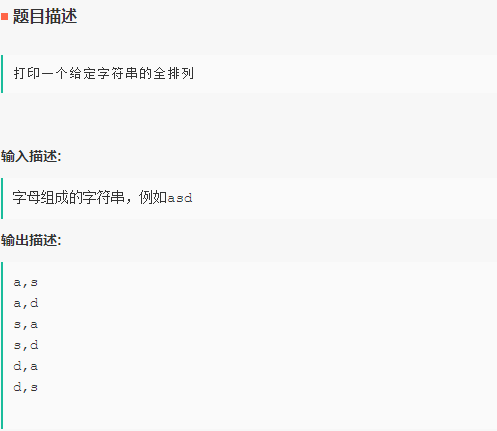 题目描述
打印一个给定字符串的全排列
输入描述:
字母组成的字符串，例如asd
输出描述:
a,s
a,d
s,a
s,d
d,a
d,s